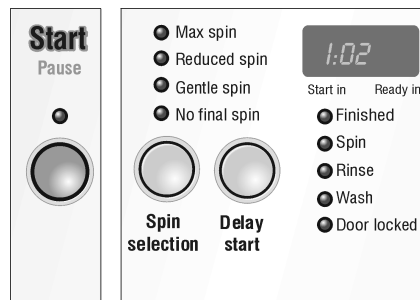 Start
Pause
Max spin
Reduced spin
Gentle spin
No final spin
Spin
selection
Delay
start
1:02
Start in Ready in
Finished
Spin
Rinse
Wash
Door locked